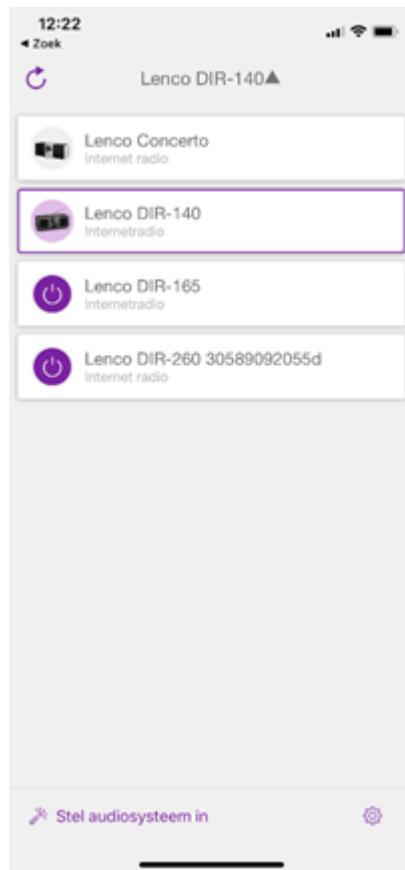 12:22
◀ Zoek
Lenco DIR-140▲
Lenco Concerto
Internet radio
Lenco DIR-140
Internetradio
Lenco DIR-165
Internetradio
Lenco DIR-260 30589092055d
Internet radio
Stel audiosysteem in